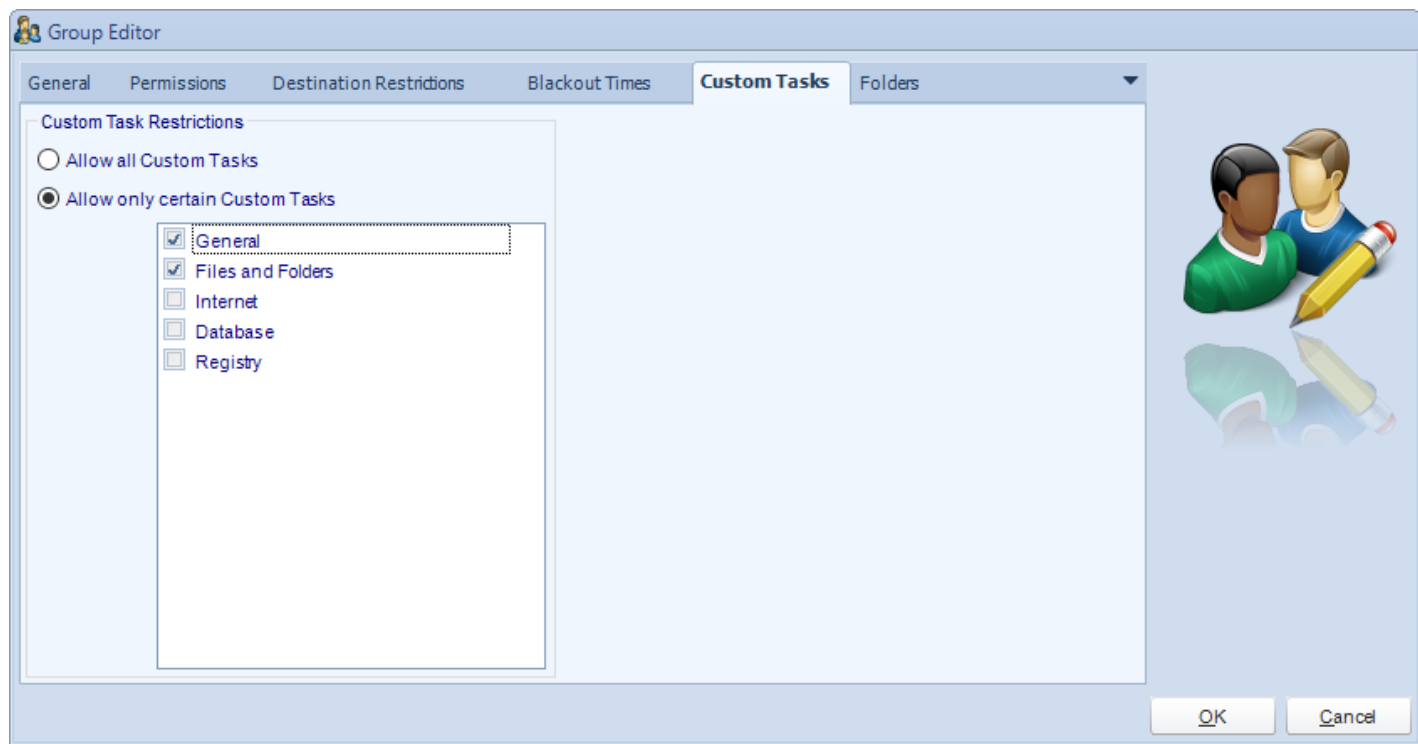 Group Editor
General Permissions Destination Restrictions Blackout Times Custom Tasks Folders
Custom Task Restrictions
Allow all Custom Tasks
Allow only certain Custom Tasks
General
Files and Folders
Internet
Database
Registry
OK Cancel